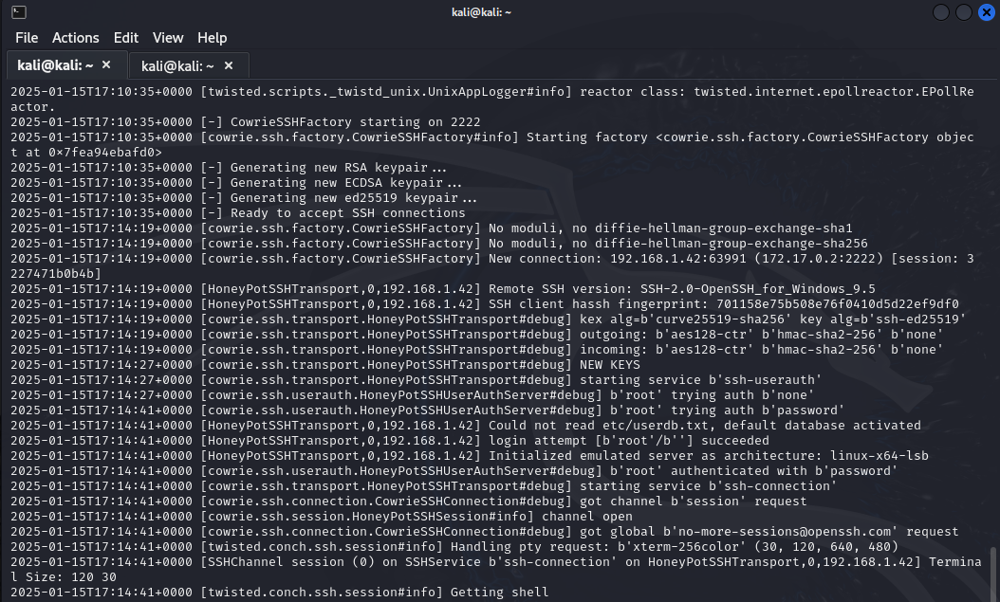 kali@kali: ~
File Actions Edit View Help
kali@kali: ~ × kali@kali: ~ ×
2025-01-15T17:10:35+0000 [twisted.scripts._twistd_unix.UnixAppLogger#info] reactor class: twisted.internet.epollreactor.EPollRe
actor.
2025-01-15T17:10:35+0000 [-] CowrieSSHFactory starting on 2222
2025-01-15T17:10:35+0000 [cowrie.ssh.factory.CowrieSSHFactory#info] Starting factory <cowrie.ssh.factory.CowrieSSHFactory objec
t at 0×7fea94ebafd0>
2025-01-15T17:10:35+0000 [-] Generating new RSA keypair...
2025-01-15T17:10:35+0000 [-] Generating new ECDSA keypair...
2025-01-15T17:10:35+0000 [-] Generating new ed25519 keypair...
2025-01-15T17:10:35+0000 [-] Ready to accept SSH connections
2025-01-15T17:14:19+0000 [cowrie.ssh.factory.CowrieSSHFactory] No moduli, no diffie-hellman-group-exchange-sha1
2025-01-15T17:14:19+0000 [cowrie.ssh.factory.CowrieSSHFactory] No moduli, no diffie-hellman-group-exchange-sha256
2025-01-15T17:14:19+0000 [cowrie.ssh.factory.CowrieSSHFactory] New connection: 192.168.1.42:63991 (172.17.0.2:2222) [session: 3
227471b0b4b]
2025-01-15T17:14:19+0000 [HoneyPotSSHTransport,0,192.168.1.42] Remote SSH version: SSH-2.0-OpenSSH_for_Windows_9.5
2025-01-15T17:14:19+0000 [HoneyPotSSHTransport,0,192.168.1.42] SSH client hassh fingerprint: 701158e75b508e76f0410d5d22ef9df0
2025-01-15T17:14:19+0000 [cowrie.ssh.transport.HoneyPotSSHTransport#debug] kex alg=b'curve25519-sha256' key alg=b'ssh-ed25519'
2025-01-15T17:14:19+0000 [cowrie.ssh.transport.HoneyPotSSHTransport#debug] outgoing: b'aes128-ctr' b'hmac-sha2-256' b'none'
2025-01-15T17:14:19+0000 [cowrie.ssh.transport.HoneyPotSSHTransport#debug] incoming: b'aes128-ctr' b'hmac-sha2-256' b'none'
2025-01-15T17:14:27+0000 [cowrie.ssh.transport.HoneyPotSSHTransport#debug] NEW KEYS
2025-01-15T17:14:27+0000 [cowrie.ssh.transport.HoneyPotSSHTransport#debug] starting service b'ssh-userauth'
2025-01-15T17:14:27+0000 [cowrie.ssh.userauth.HoneyPotSSHUserAuthServer#debug] b'root' trying auth b'none'
2025-01-15T17:14:41+0000 [cowrie.ssh.userauth.HoneyPotSSHUserAuthServer#debug] b'root' trying auth b'password'
2025-01-15T17:14:41+0000 [HoneyPotSSHTransport,0,192.168.1.42] Could not read etc/userdb.txt, default database activated
2025-01-15T17:14:41+0000 [HoneyPotSSHTransport,0,192.168.1.42] login attempt [b'root'/b''] succeeded
2025-01-15T17:14:41+0000 [HoneyPotSSHTransport,0,192.168.1.42] Initialized emulated server as architecture: linux-x64-lsb
2025-01-15T17:14:41+0000 [cowrie.ssh.userauth.HoneyPotSSHUserAuthServer#debug] b'root' authenticated with b'password'
2025-01-15T17:14:41+0000 [cowrie.ssh.transport.HoneyPotSSHTransport#debug] starting service b'ssh-connection'
2025-01-15T17:14:41+0000 [cowrie.ssh.connection.CowrieSSHConnection#debug] got channel b'session' request
2025-01-15T17:14:41+0000 [cowrie.ssh.session.HoneyPotSSHSession#info] channel open
2025-01-15T17:14:41+0000 [cowrie.ssh.connection.CowrieSSHConnection#debug] got global b'no-more-sessions@openssh.com' request
2025-01-15T17:14:41+0000 [twisted.conch.ssh.session#info] Handling pty request: b'xterm-256color' (30, 120, 640, 480)
2025-01-15T17:14:41+0000 [SSHChannel session (0) on SSHService b'ssh-connection' on HoneyPotSSHTransport,0,192.168.1.42] Termina
l Size: 120 30
2025-01-15T17:14:41+0000 [twisted.conch.ssh.session#info] Getting shell